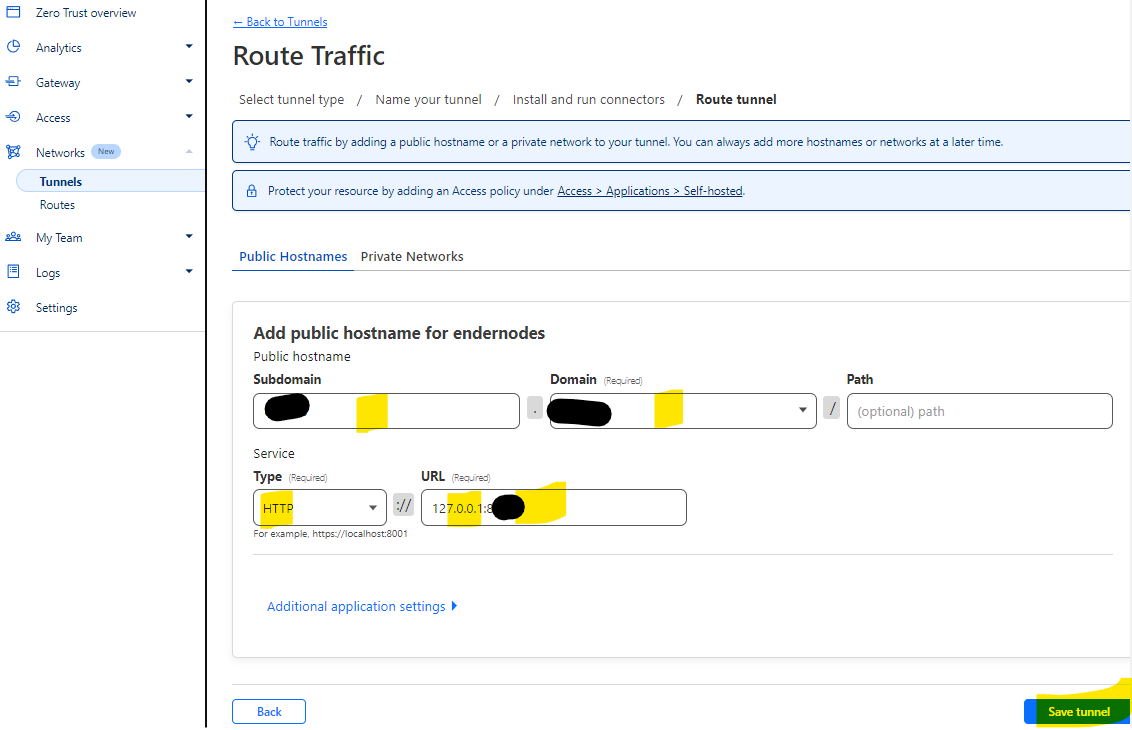 Zero Trust overview
Analytics
Gateway
Access
Networks New
Tunnels
Routes
My Team
Logs
Settings
← Back to Tunnels
Route Traffic
Select tunnel type / Name your tunnel / Install and run connectors / Route tunnel
Route traffic by adding a public hostname or a private network to your tunnel. You can always add more hostnames or networks at a later time.
Protect your resource by adding an Access policy under Access > Applications > Self-hosted.
Public Hostnames Private Networks
Add public hostname for endernodes
Public hostname
Subdomain Domain (Required) Path
. / (optional) path
Service
Type (Required) URL (Required)
HTTP :// 127.0.0.1:8
For example, https://localhost:8001
Additional application settings
Back Save tunnel